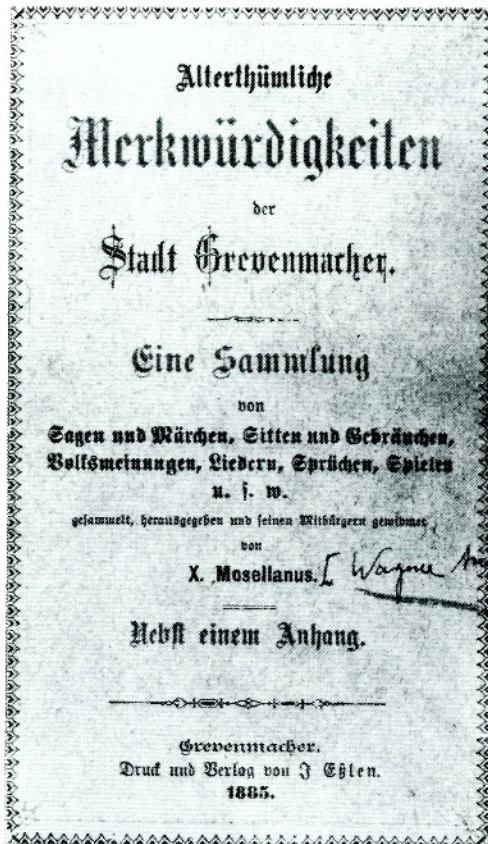 Alterthümliche
Merkwürdigkeiten
der
Stadt Grevenmacher.
Eine Sammlung
von
Sagen und Märchen, Sitten und Gebräuchen,
Volksmeinungen, Liedern, Sprüchen, Spielen
u. s. w.
gesammelt, herausgegeben und seinen Mitbürgern gewidmet
von
X. Mosellanus. [ Wagner
Nebst einem Anhang.
Grevenmacher.
Druck und Verlag von J Eßlen.
1885.